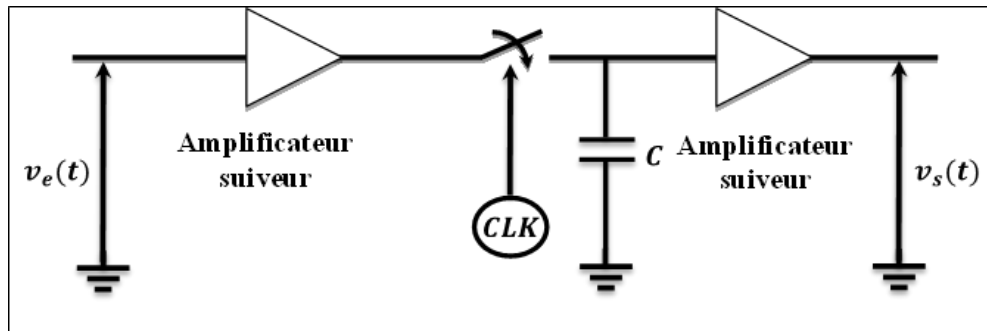 Amplificateur
suiveur
v_e(t)
CLK
C
Amplificateur
suiveur
v_s(t)